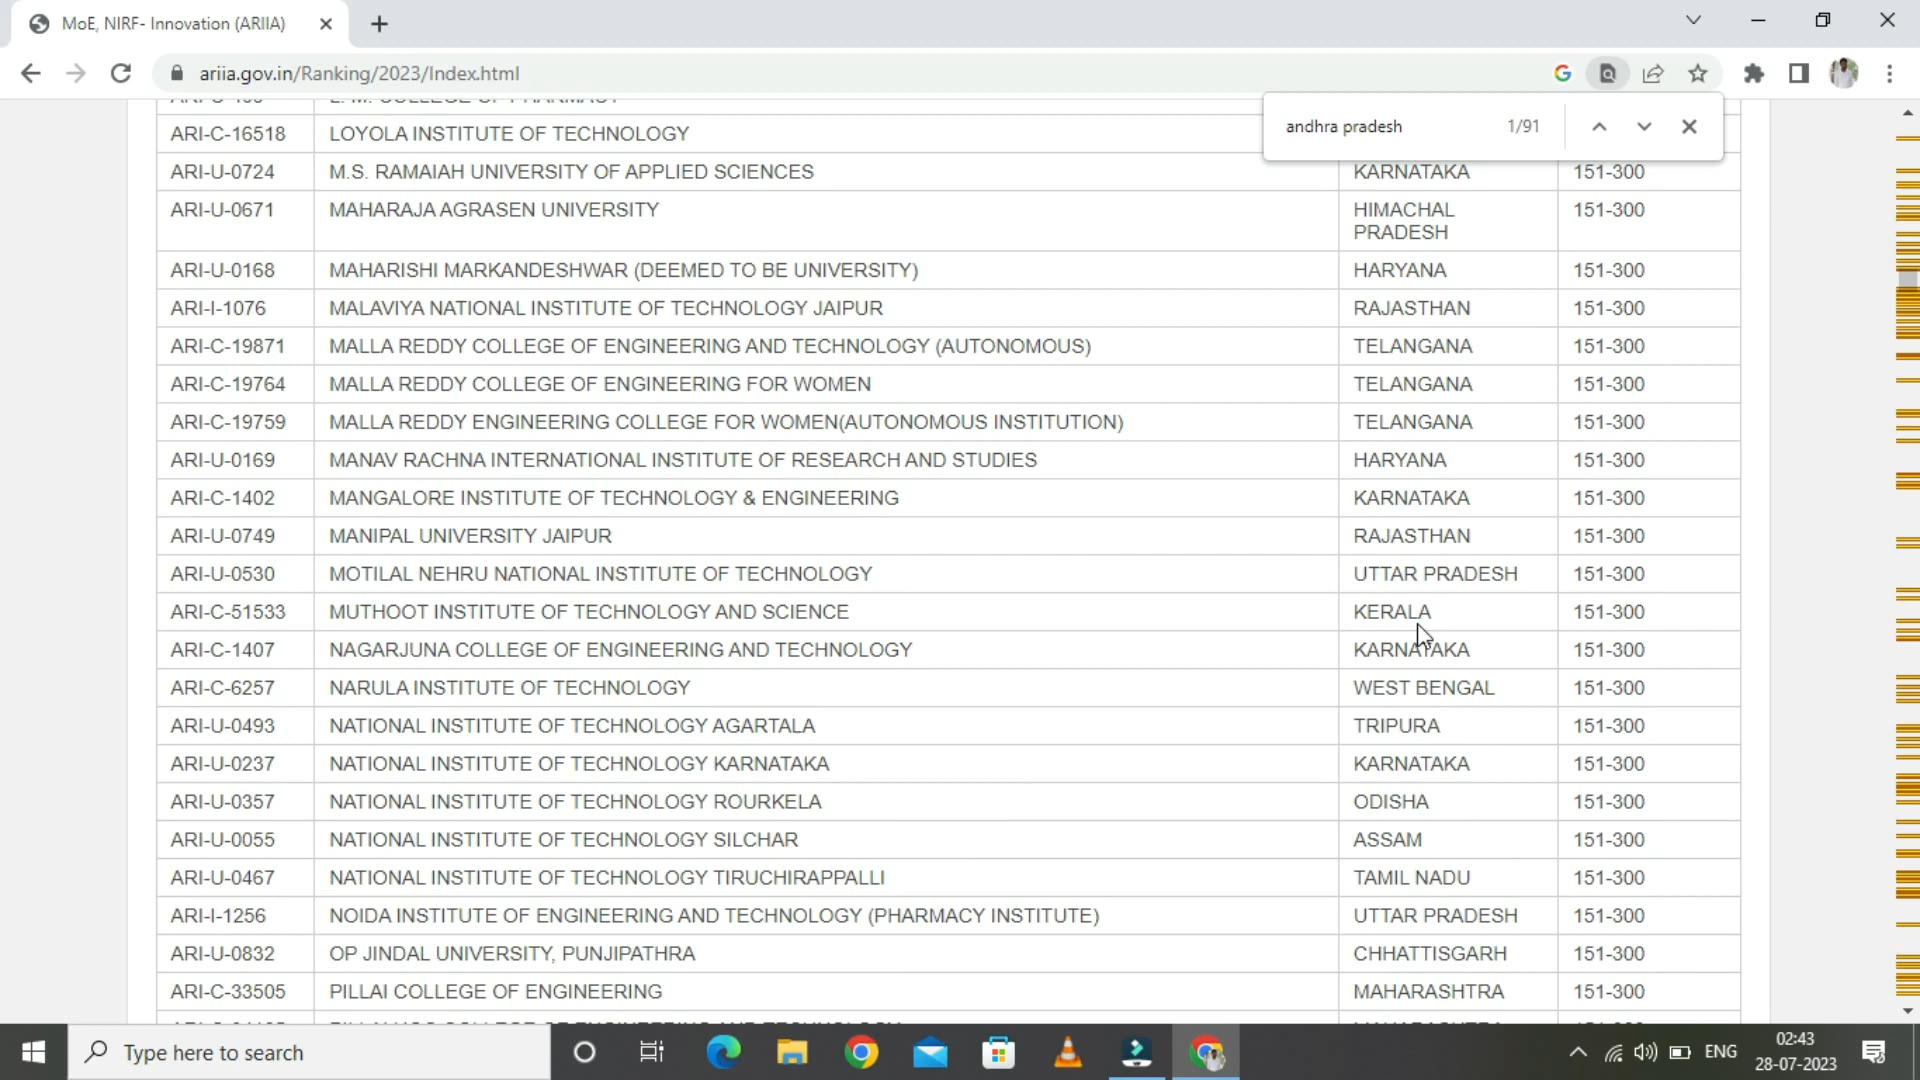 MoE, NIRF- Innovation (ARIIA)
ariia.gov.in/Ranking/2023/Index.html
andhra pradesh 1/91
ARI-C-16518 LOYOLA INSTITUTE OF TECHNOLOGY
ARI-U-0724 M.S. RAMAIAH UNIVERSITY OF APPLIED SCIENCES KARNATAKA 151-300
ARI-U-0671 MAHARAJA AGRASEN UNIVERSITY HIMACHAL 151-300
PRADESH
ARI-U-0168 MAHARISHI MARKANDESHWAR (DEEMED TO BE UNIVERSITY) HARYANA 151-300
ARI-I-1076 MALAVIYA NATIONAL INSTITUTE OF TECHNOLOGY JAIPUR RAJASTHAN 151-300
ARI-C-19871 MALLA REDDY COLLEGE OF ENGINEERING AND TECHNOLOGY (AUTONOMOUS) TELANGANA 151-300
ARI-C-19764 MALLA REDDY COLLEGE OF ENGINEERING FOR WOMEN TELANGANA 151-300
ARI-C-19759 MALLA REDDY ENGINEERING COLLEGE FOR WOMEN(AUTONOMOUS INSTITUTION) TELANGANA 151-300
ARI-U-0169 MANAV RACHNA INTERNATIONAL INSTITUTE OF RESEARCH AND STUDIES HARYANA 151-300
ARI-C-1402 MANGALORE INSTITUTE OF TECHNOLOGY & ENGINEERING KARNATAKA 151-300
ARI-U-0749 MANIPAL UNIVERSITY JAIPUR RAJASTHAN 151-300
ARI-U-0530 MOTILAL NEHRU NATIONAL INSTITUTE OF TECHNOLOGY UTTAR PRADESH 151-300
ARI-C-51533 MUTHOOT INSTITUTE OF TECHNOLOGY AND SCIENCE KERALA 151-300
ARI-C-1407 NAGARJUNA COLLEGE OF ENGINEERING AND TECHNOLOGY KARNATAKA 151-300
ARI-C-6257 NARULA INSTITUTE OF TECHNOLOGY WEST BENGAL 151-300
ARI-U-0493 NATIONAL INSTITUTE OF TECHNOLOGY AGARTALA TRIPURA 151-300
ARI-U-0237 NATIONAL INSTITUTE OF TECHNOLOGY KARNATAKA KARNATAKA 151-300
ARI-U-0357 NATIONAL INSTITUTE OF TECHNOLOGY ROURKELA ODISHA 151-300
ARI-U-0055 NATIONAL INSTITUTE OF TECHNOLOGY SILCHAR ASSAM 151-300
ARI-U-0467 NATIONAL INSTITUTE OF TECHNOLOGY TIRUCHIRAPPALLI TAMIL NADU 151-300
ARI-I-1256 NOIDA INSTITUTE OF ENGINEERING AND TECHNOLOGY (PHARMACY INSTITUTE) UTTAR PRADESH 151-300
ARI-U-0832 OP JINDAL UNIVERSITY, PUNJIPATHRA CHHATTISGARH 151-300
ARI-C-33505 PILLAI COLLEGE OF ENGINEERING MAHARASHTRA 151-300
Type here to search
ENG
02:43
28-07-2023